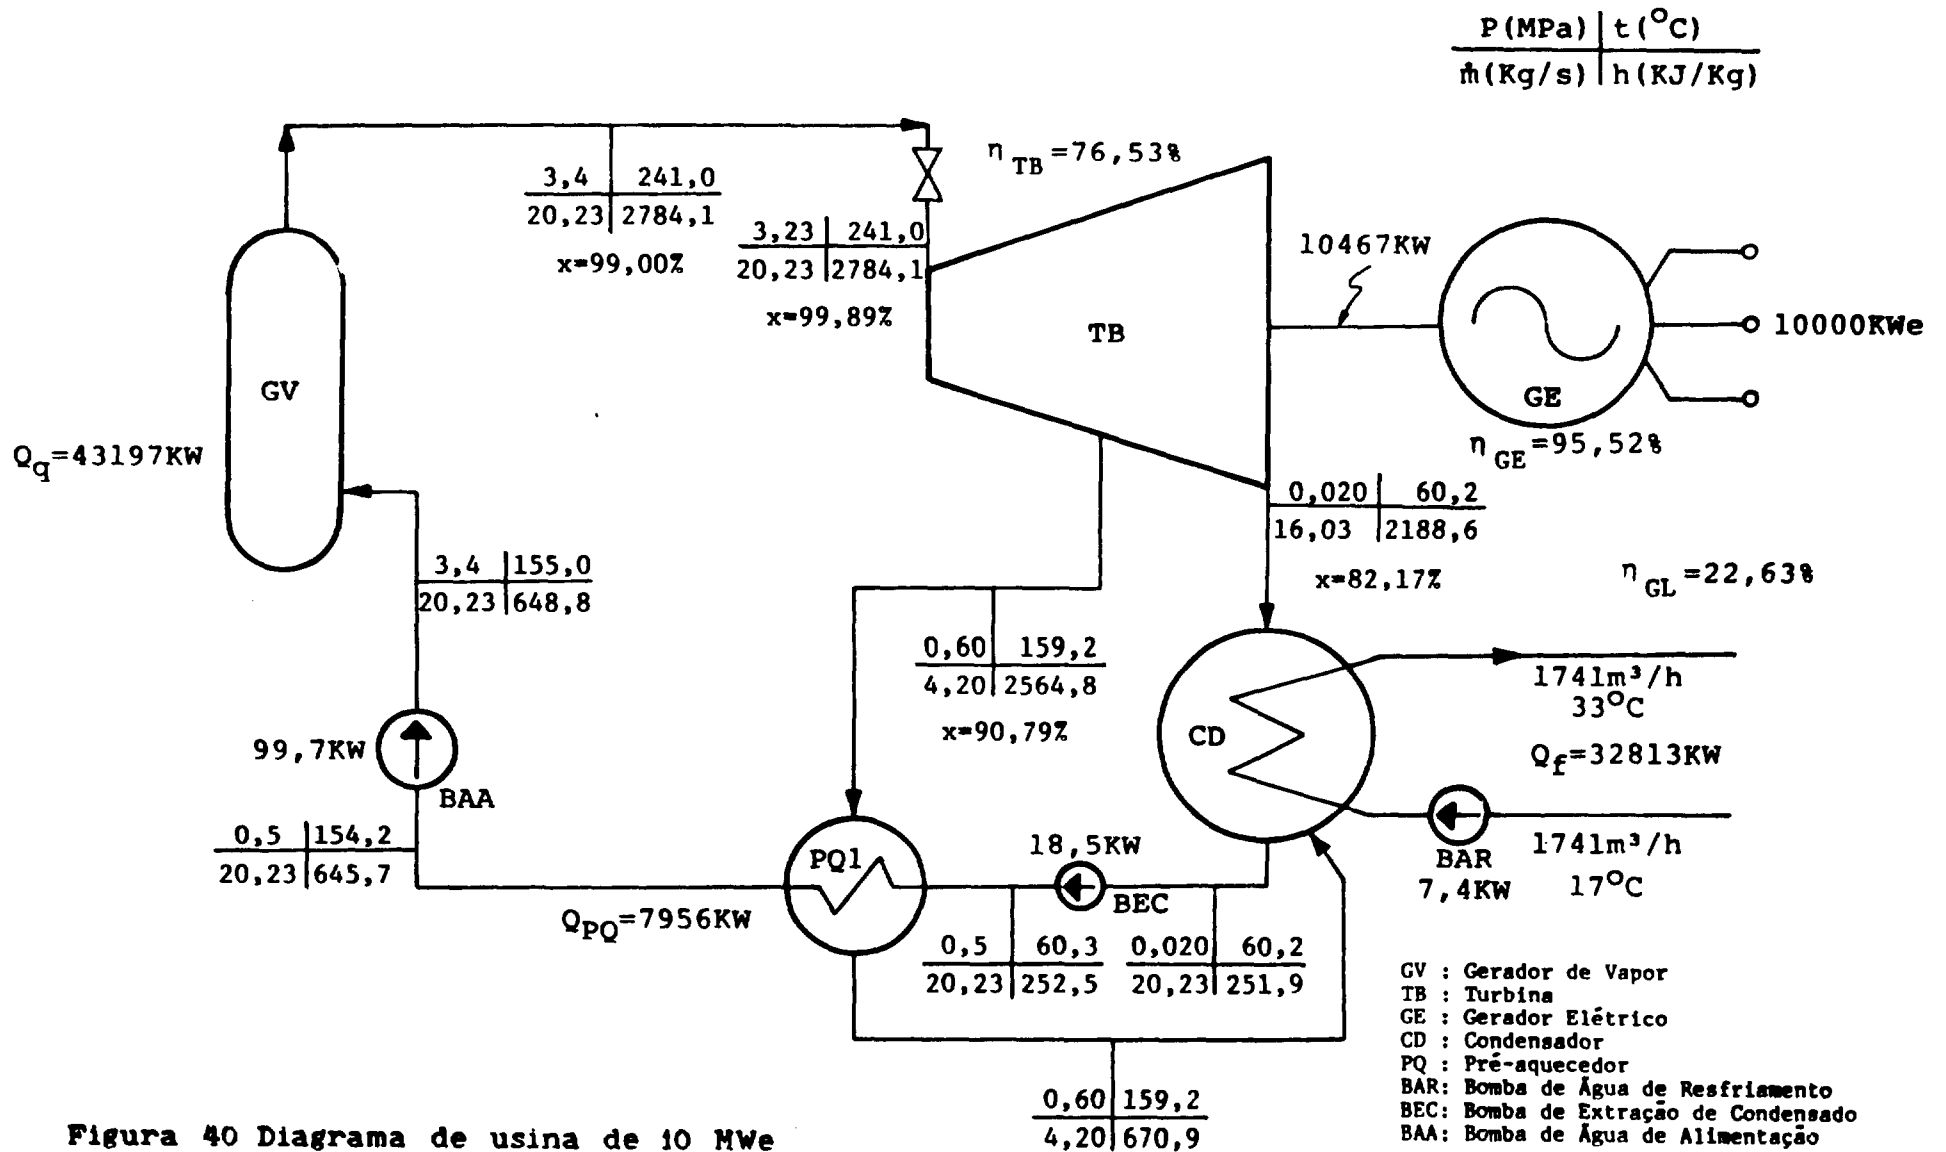 P(MPa) t(°C)
ṁ(Kg/s) h(KJ/Kg)
3,4 241,0
20,23 2784,1
x=99,00%
η TB =76,53%
3,23 241,0
20,23 2784,1
x=99,89%
TB
10467KW
GE
10000KWe
η GE =95,52%
GV
Qq=43197KW
0,020 60,2
16,03 2188,6
x=82,17%
η GL =22,63%
3,4 155,0
20,23 648,8
0,60 159,2
4,20 2564,8
x=90,79%
1741m³/h
33°C
Qf=32813KW
CD
99,7KW
BAA
0,5 154,2
20,23 645,7
PQ1
QPQ=7956KW
18,5KW
BEC
BAR
7,4KW
1741m³/h
17°C
0,5 60,3
20,23 252,5
0,020 60,2
20,23 251,9
0,60 159,2
4,20 670,9
GV : Gerador de Vapor
TB : Turbina
GE : Gerador Elétrico
CD : Condensador
PQ : Pré-aquecedor
BAR: Bomba de Água de Resfriamento
BEC: Bomba de Extração de Condensado
BAA: Bomba de Água de Alimentação
Figura 40 Diagrama de usina de 10 MWe